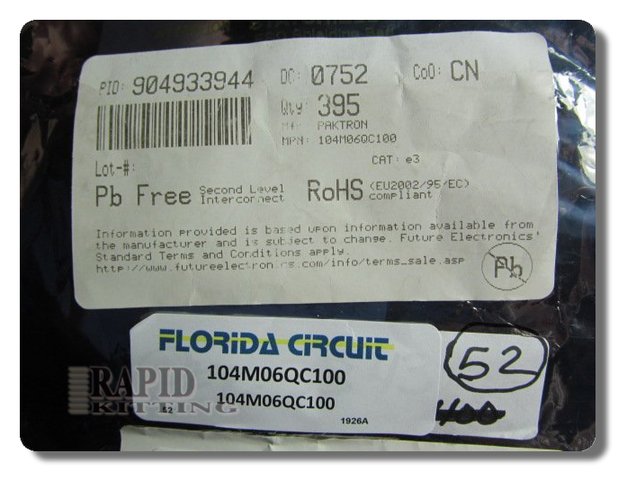 PID: 904933944 DC: 0752 CoO: CN
Qty: 395
Mf: PAKTRON
MPN: 104M06QC100
Lot-#:
CAT: e3
Pb Free Second Level Interconnect RoHS (EU2002/95/EC) compliant
Information provided is based upon information available from
the manufacturer and is subject to change. Future Electronics'
Standard Terms and Conditions apply.
http://www.futureelectronics.com/info/terms_sale.asp
Pb
FLORIDA CIRCUIT
52
104M06QC100
104M06QC100
400
52
1926A
RAPID
KITTING